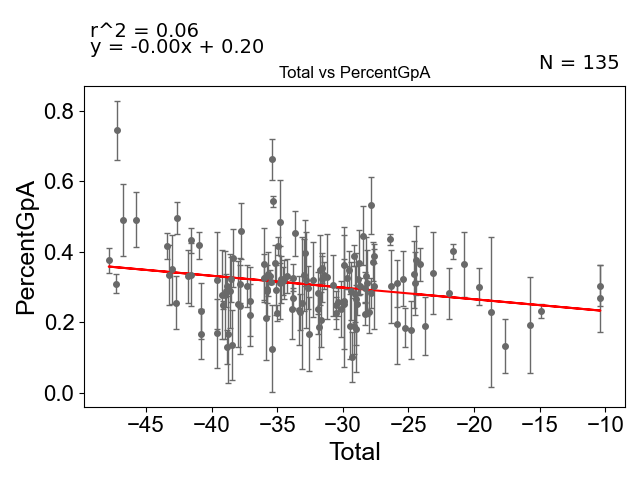 r^2 = 0.06
y = -0.00x + 0.20
N = 135
Total vs PercentGpA
PercentGpA
0.8
0.6
0.4
0.2
0.0
−45
−40
−35
−30
−25
−20
−15
−10
Total